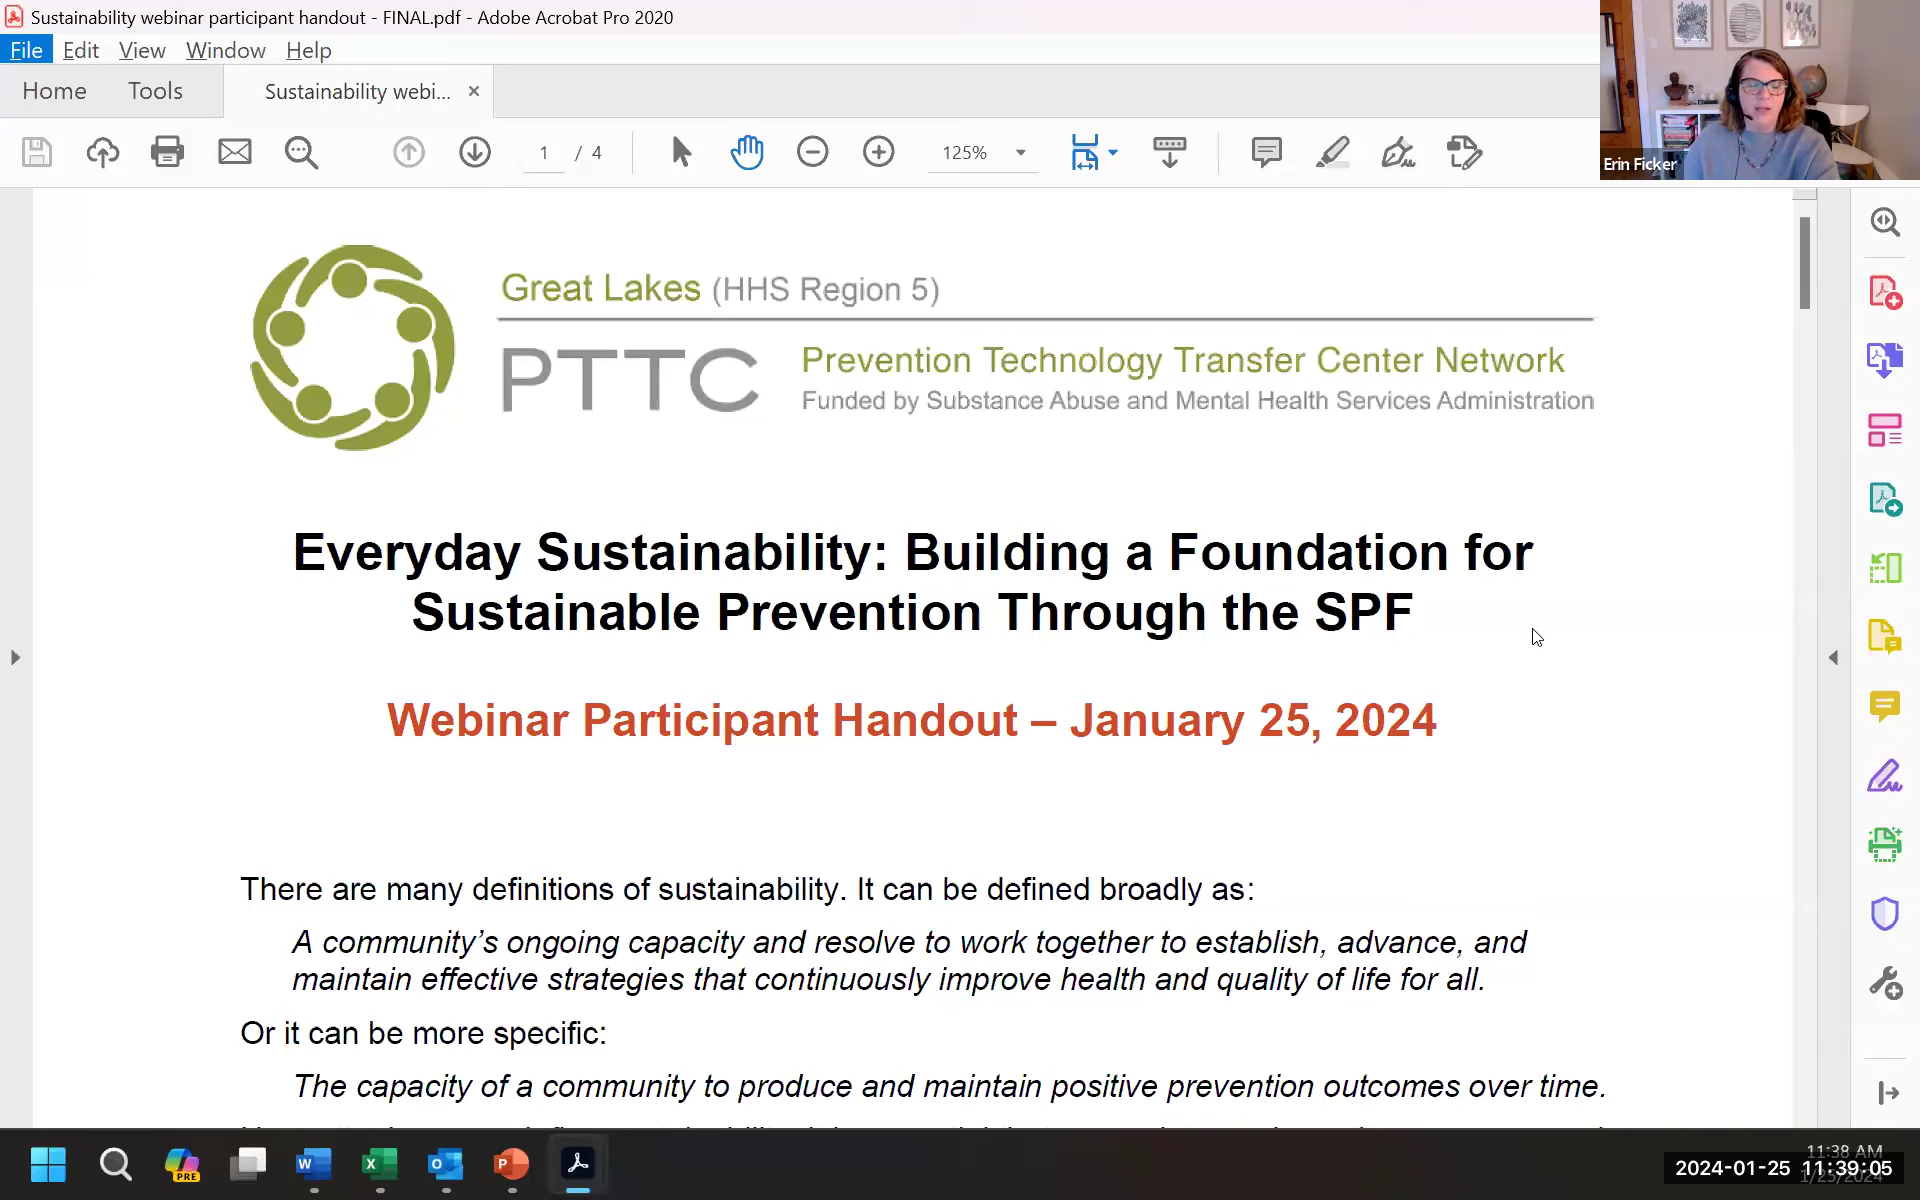 Sustainability webinar participant handout - FINAL.pdf - Adobe Acrobat Pro 2020
File Edit View Window Help
Home Tools Sustainability webi... ×
1 / 4 125%
Erin Ficker
Great Lakes (HHS Region 5)
PTTC
Prevention Technology Transfer Center Network
Funded by Substance Abuse and Mental Health Services Administration
Everyday Sustainability: Building a Foundation for
Sustainable Prevention Through the SPF
Webinar Participant Handout – January 25, 2024
There are many definitions of sustainability. It can be defined broadly as:
A community’s ongoing capacity and resolve to work together to establish, advance, and
maintain effective strategies that continuously improve health and quality of life for all.
Or it can be more specific:
The capacity of a community to produce and maintain positive prevention outcomes over time.
PRE
11:38 AM
2024-01-25 11:39:05
1/25/2024